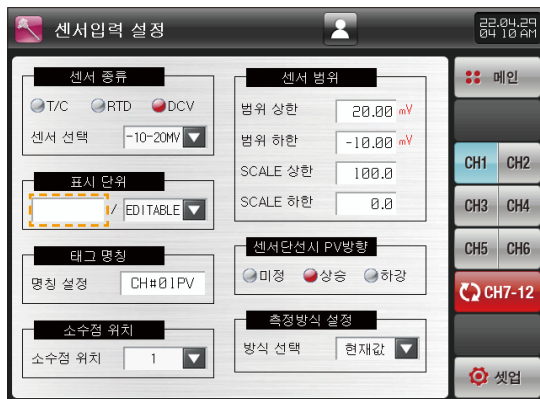 센서입력 설정
22.04.29
04 10 AM
센서 종류
T/C RTD DCV
센서 선택 -10-20MV
표시 단위
/ EDITABLE
태그 명칭
명칭 설정 CH#01PV
소수점 위치
소수점 위치 1
센서 범위
범위 상한 20.00 mV
범위 하한 -10.00 mV
SCALE 상한 100.0
SCALE 하한 0.0
센서단선시 PV방향
미정 상승 하강
측정방식 설정
방식 선택 현재값
메인
CH1 CH2
CH3 CH4
CH5 CH6
CH7-12
셋업